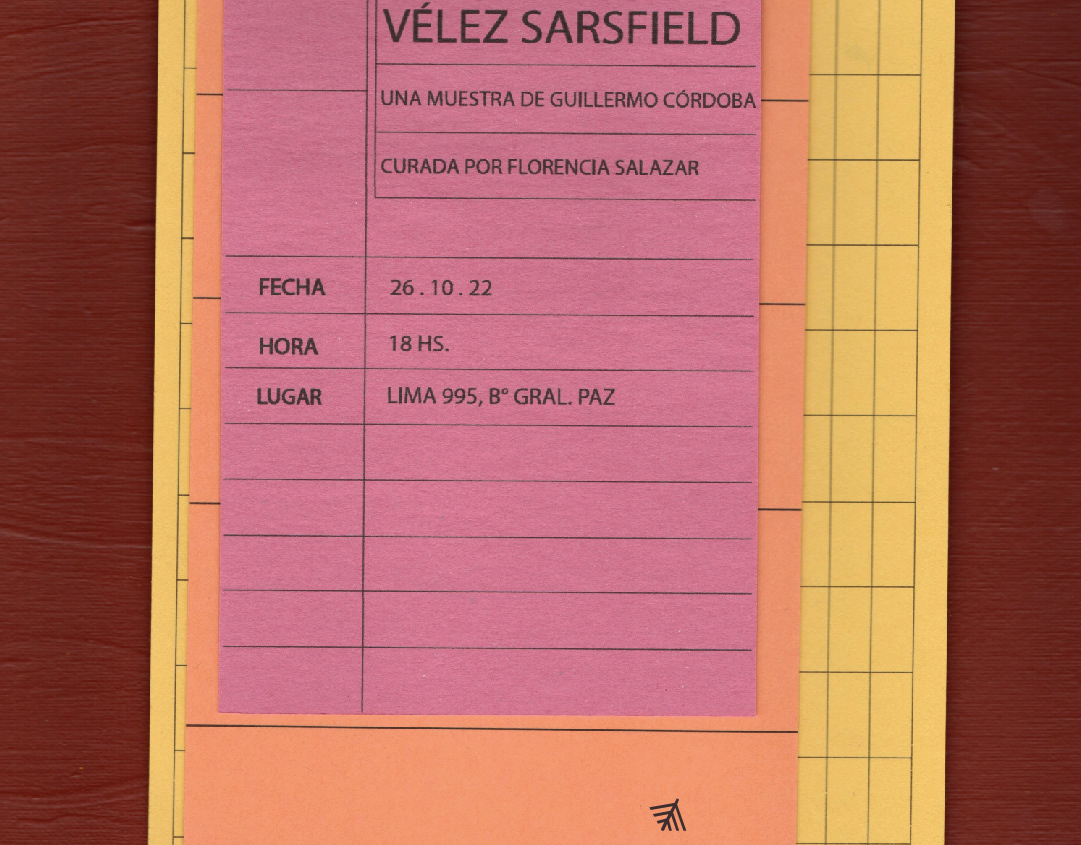 VÉLEZ SARSFIELD
UNA MUESTRA DE GUILLERMO CÓRDOBA
CURADA POR FLORENCIA SALAZAR
FECHA 26 . 10 . 22
HORA 18 HS.
LUGAR LIMA 995, Bº GRAL. PAZ